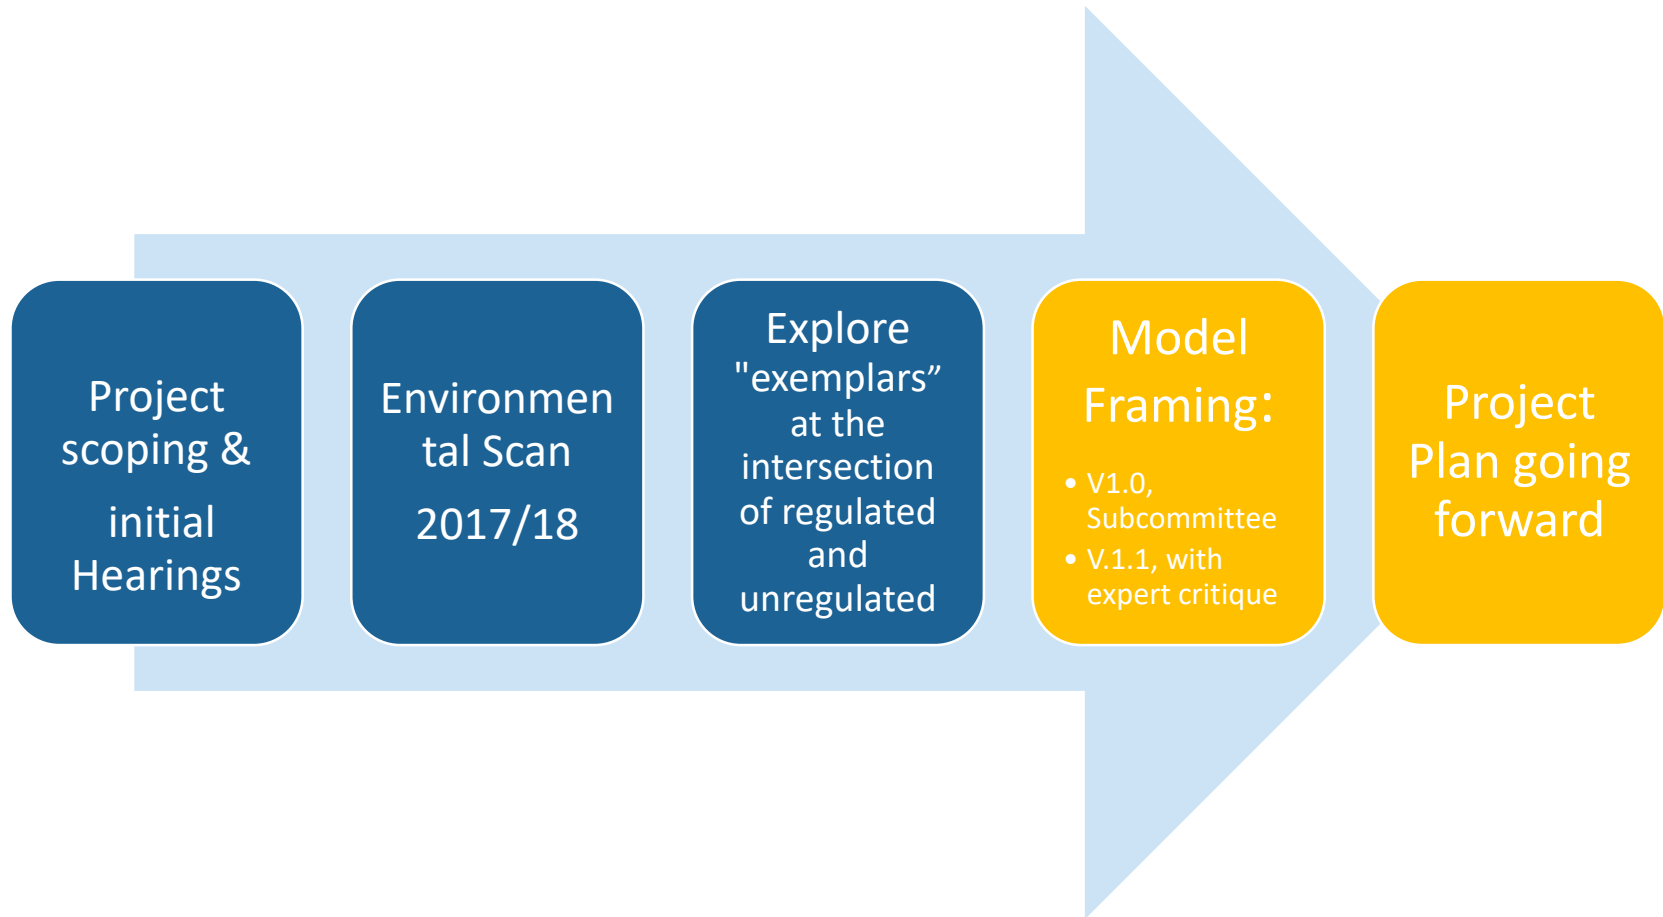 Project
scoping &
initial
Hearings
Environmen
tal Scan
2017/18
Explore
"exemplars”
at the
intersection
of regulated
and
unregulated
Model
Framing:
• V1.0,
Subcommittee
• V.1.1, with
expert critique
Project
Plan going
forward